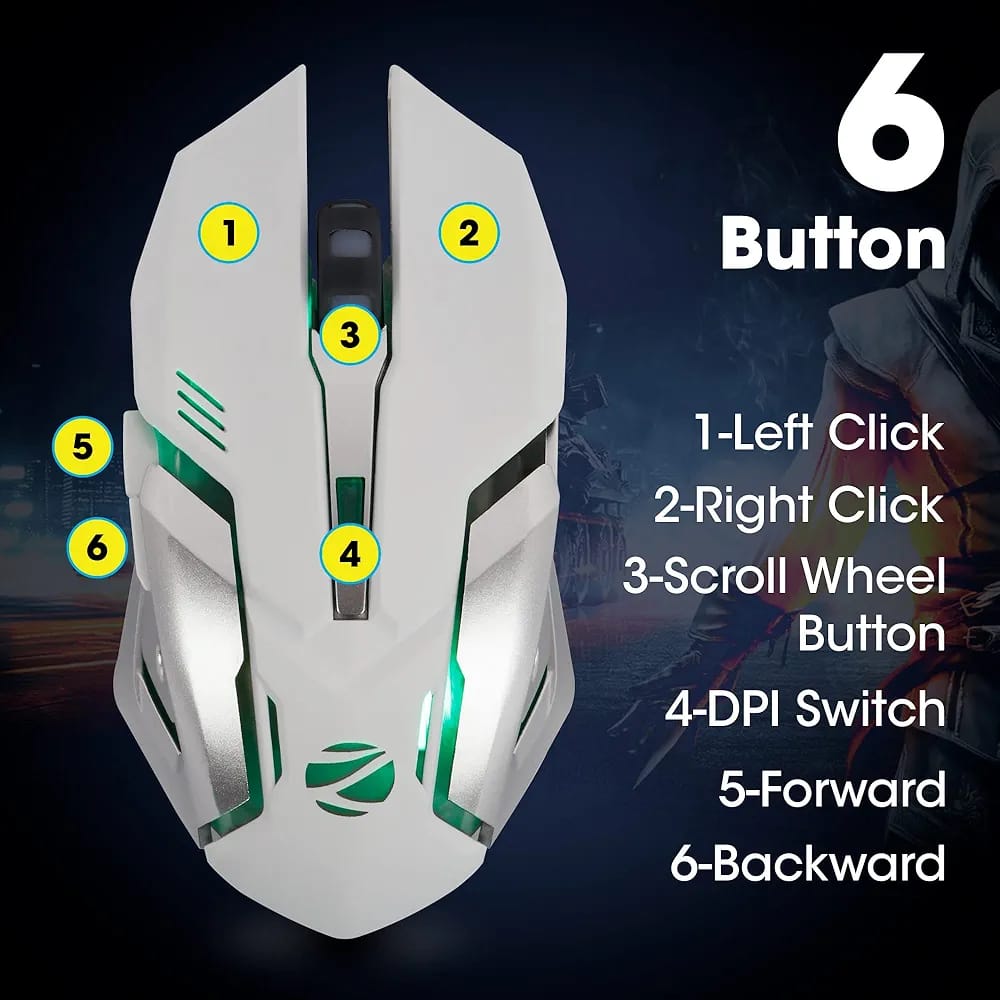 6
Button
1
2
3
4
5
6
1-Left Click
2-Right Click
3-Scroll Wheel
Button
4-DPI Switch
5-Forward
6-Backward